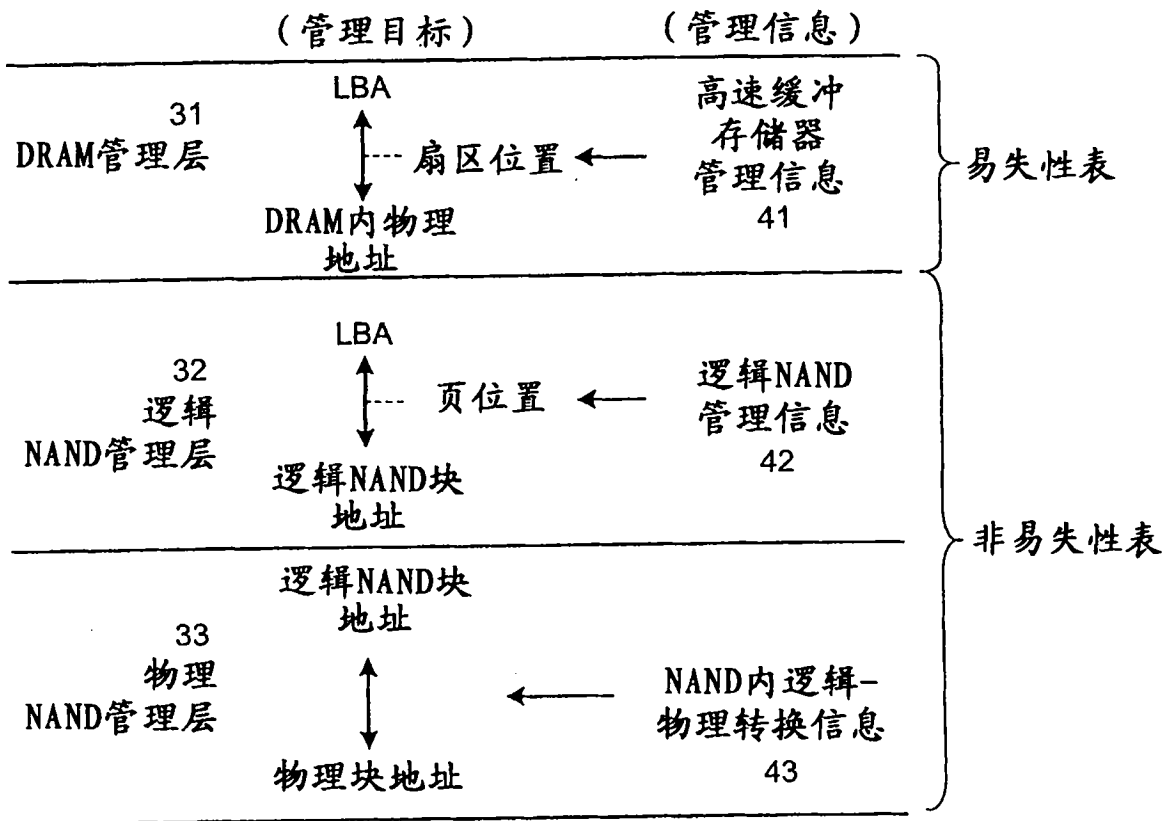 (管理目标)
(管理信息)
31
DRAM管理层
LBA
扇区位置
DRAM内物理
地址
高速缓冲
存储器
管理信息
41
易失性表
32
逻辑
NAND管理层
LBA
页位置
逻辑NAND块
地址
逻辑NAND
管理信息
42
非易失性表
33
物理
NAND管理层
逻辑NAND块
地址
物理块地址
NAND内逻辑-
物理转换信息
43